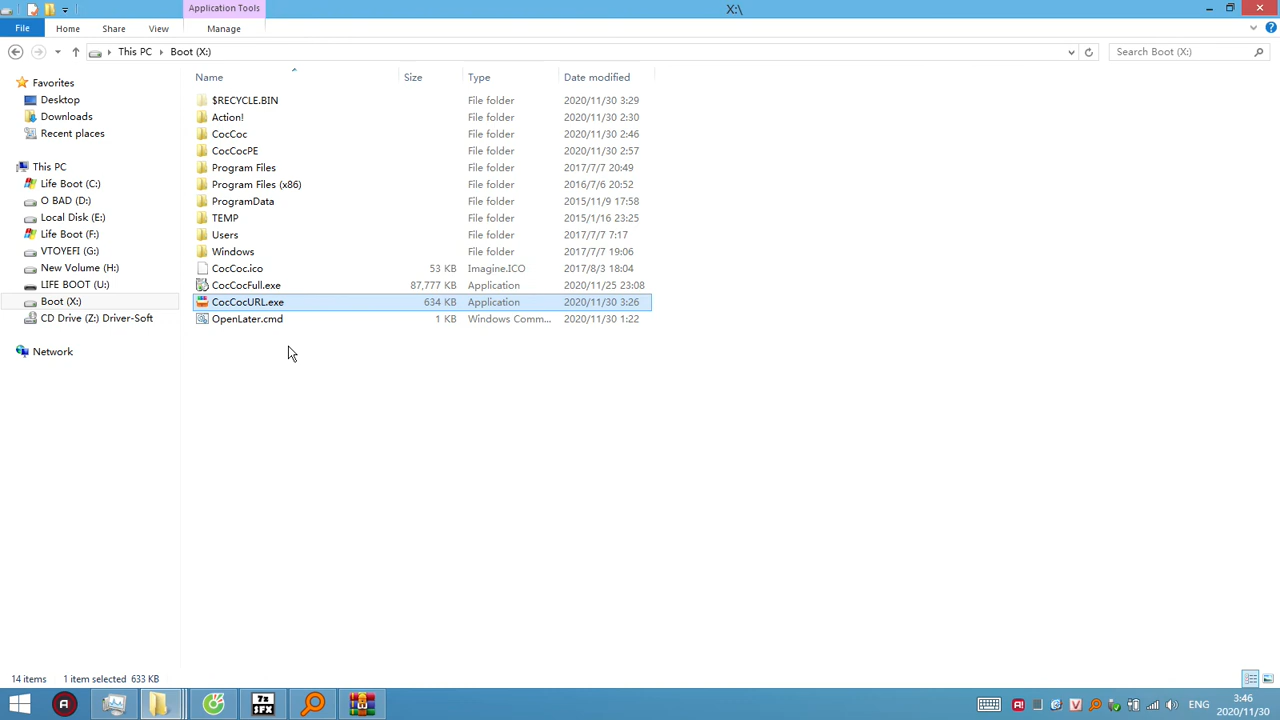 Application Tools
X:\
File
Home
Share
View
Manage
This PC
Boot (X:)
Search Boot (X:)
Favorites
Desktop
Downloads
Recent places
This PC
Life Boot (C:)
O BAD (D:)
Local Disk (E:)
Life Boot (F:)
VTOYEFI (G:)
New Volume (H:)
LIFE BOOT (U:)
Boot (X:)
CD Drive (Z:) Driver-Soft
Network
Name Size Type Date modified
$RECYCLE.BIN File folder 2020/11/30 3:29
Action! File folder 2020/11/30 2:30
CocCoc File folder 2020/11/30 2:46
CocCocPE File folder 2020/11/30 2:57
Program Files File folder 2017/7/7 20:49
Program Files (x86) File folder 2016/7/6 20:52
ProgramData File folder 2015/11/9 17:58
TEMP File folder 2015/1/16 23:25
Users File folder 2017/7/7 7:17
Windows File folder 2017/7/7 19:06
CocCoc.ico 53 KB Imagine.ICO 2017/8/3 18:04
CocCocFull.exe 87,777 KB Application 2020/11/25 23:08
CocCocURL.exe 634 KB Application 2020/11/30 3:26
OpenLater.cmd 1 KB Windows Comm... 2020/11/30 1:22
14 items 1 item selected 633 KB
7z
SFX
ENG
3:46
2020/11/30